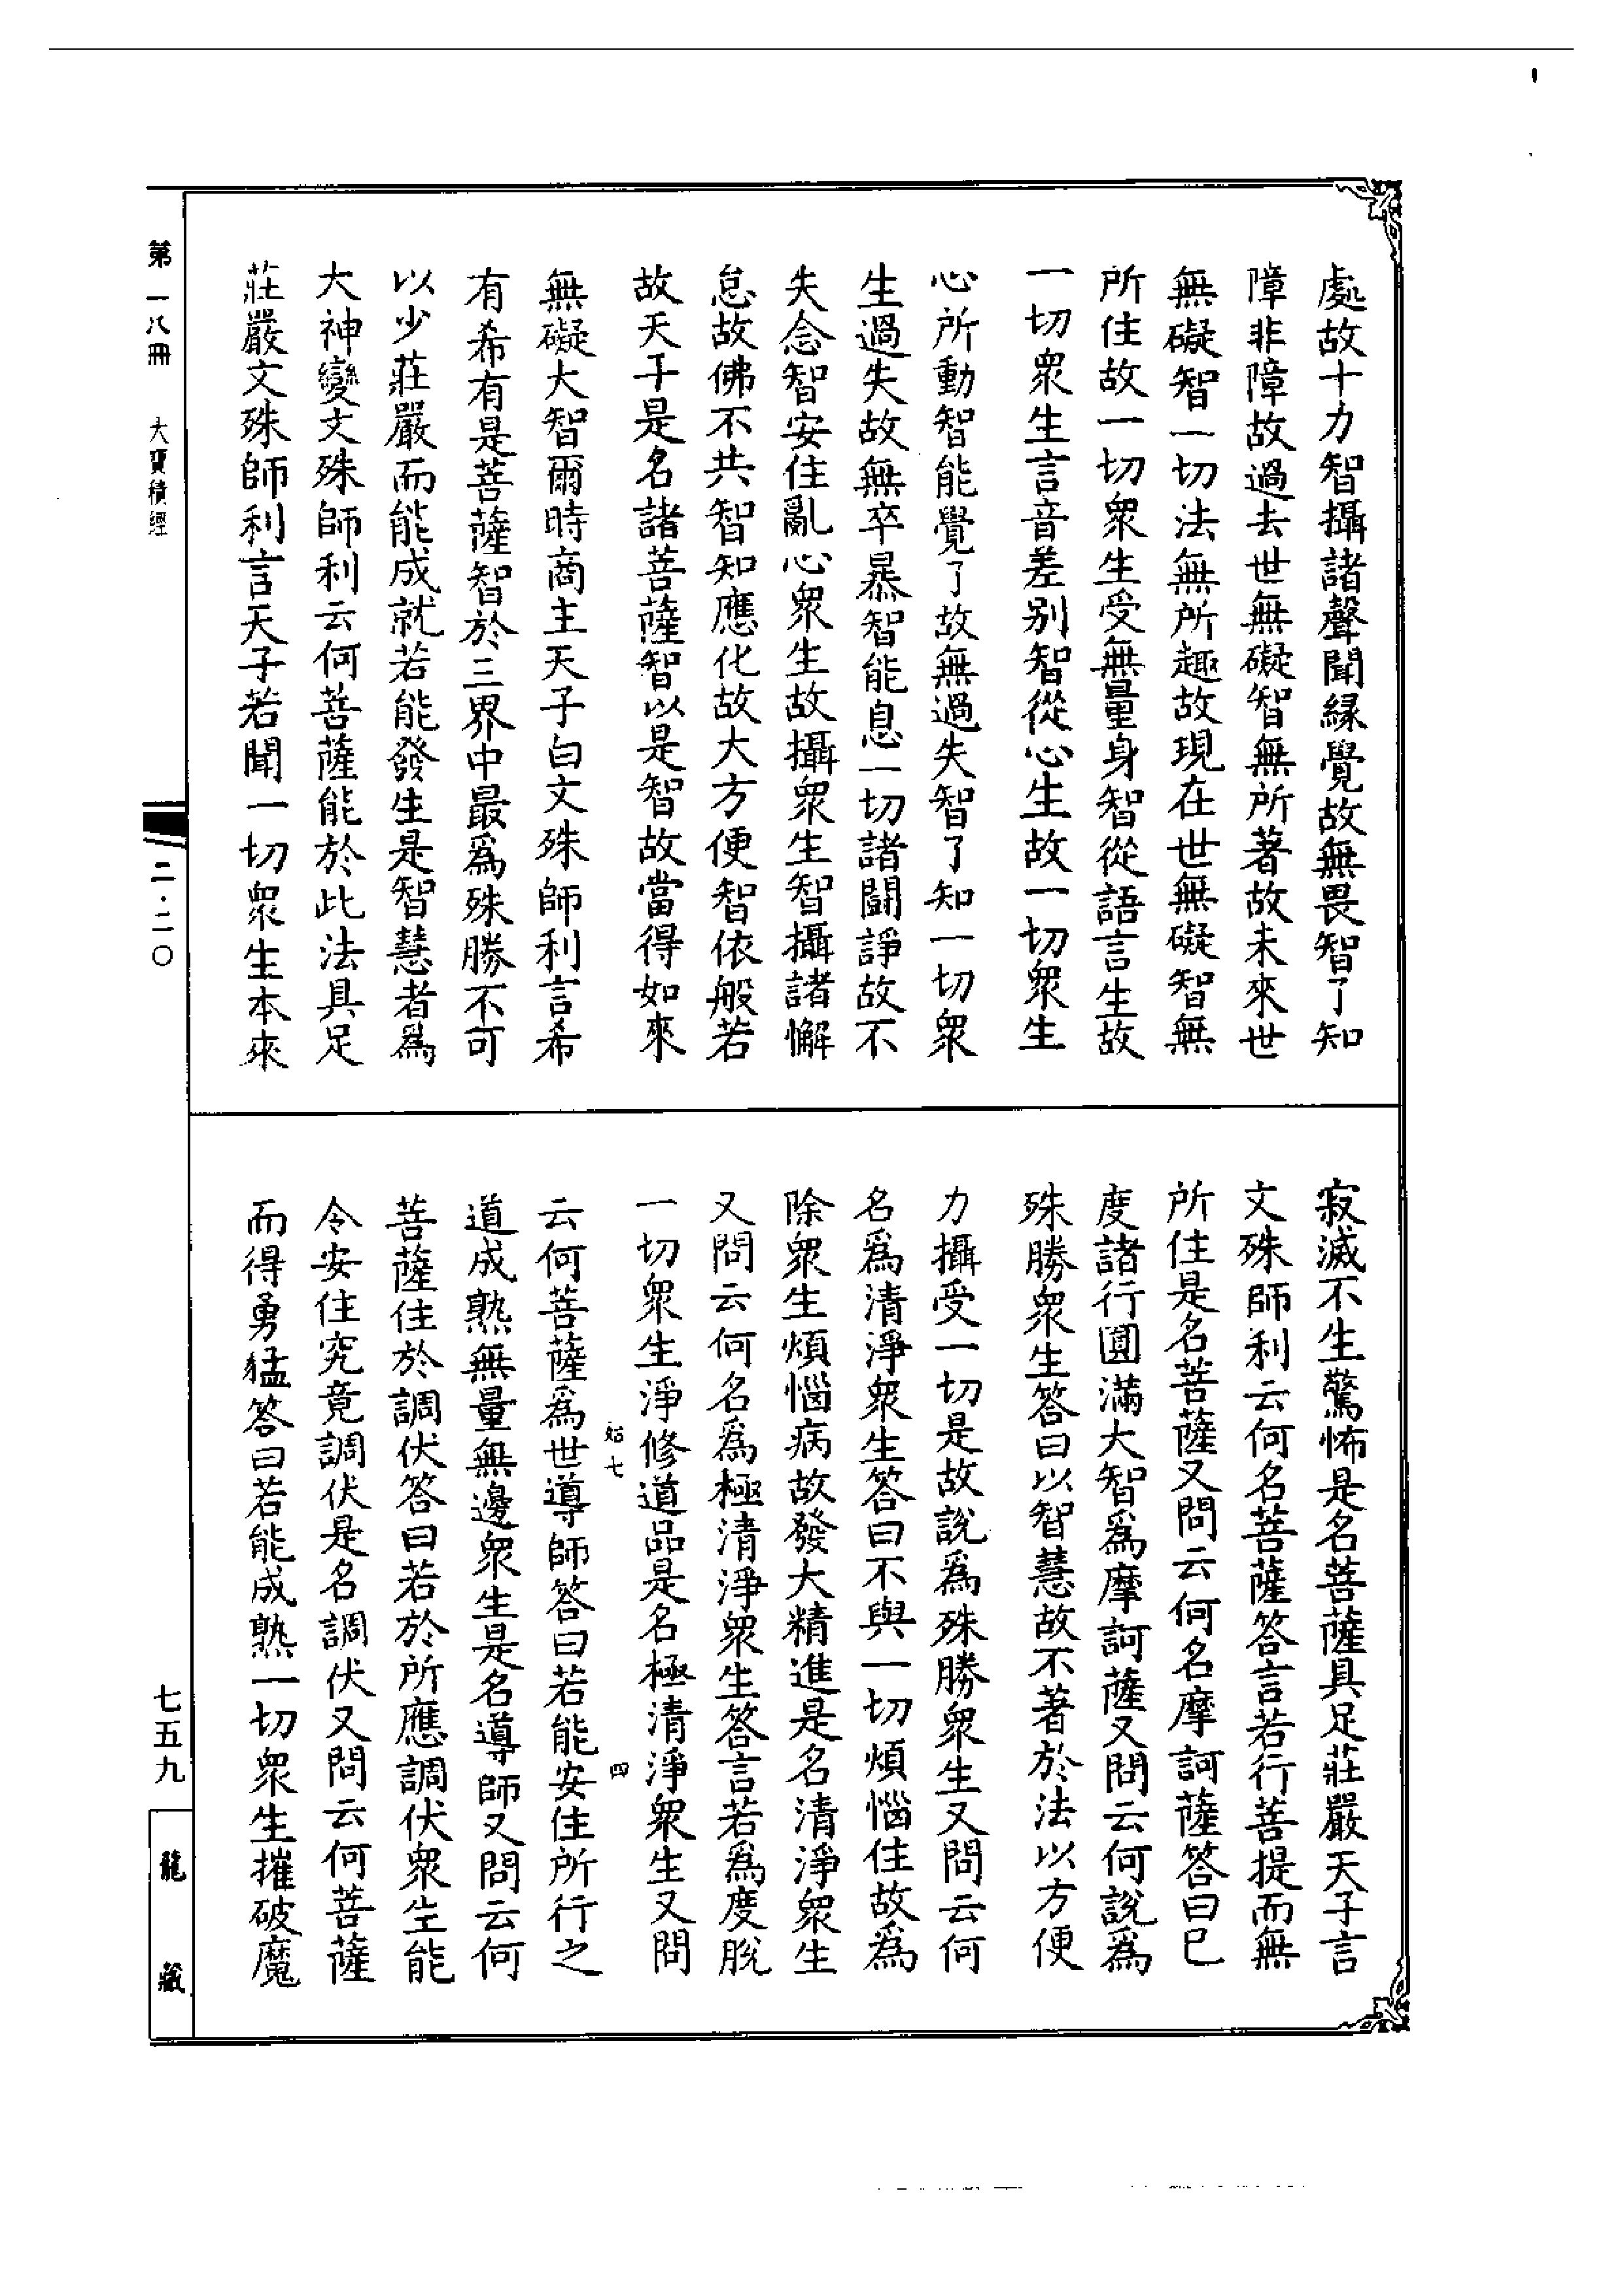 處故十力智攝諸聲聞緣覺故無畏智了知
障非障故過去世無礙智無所著故未來世
無礙智一切法無所趣故現在世無礙智無
所住故一切衆生受無量身智從語言生故
一切衆生言音差别智從心生故一切衆生
心所動智能覺了故無過失智了知一切衆
生過失故無卒暴智能息一切諸鬪諍故不
失念智安住亂心衆生故攝衆生智攝諸懈
怠故佛不共智知應化故大方便智依般若
故天子是名諸菩薩智以是智故當得如來
無礙大智爾時商主天子白文殊師利言希
有希有是菩薩智於三界中最爲殊勝不可
以少莊嚴而能成就若能發生是智慧者爲
大神變文殊師利云何菩薩能於此法具足
莊嚴文殊師利言天子若聞一切衆生本來
寂滅不生驚怖是名菩薩具足莊嚴天子言
文殊師利云何名菩薩答言若行菩提而無
所住是名菩薩又問云何名摩訶薩答曰已
度諸行圓滿大智爲摩訶薩又問云何說爲
殊勝衆生答曰以智慧故不著於法以方便
力攝受一切是故說爲殊勝衆生又問云何
名爲清淨衆生答曰不與一切煩惱住故爲
除衆生煩惱病故發大精進是名清淨衆生
又問云何名爲極清淨衆生答言若爲度脫
一切衆生淨修道品是名極清淨衆生又問
姑七 四
云何菩薩爲世導師答曰若能安住所行之
道成熟無量無邊衆生是名導師又問云何
菩薩住於調伏答曰若於所應調伏衆生能
令安住究竟調伏是名調伏又問云何菩薩
而得勇猛答曰若能成熟一切衆生摧破魔
第一八冊 大寶積經
二·二〇
七五九
龍藏